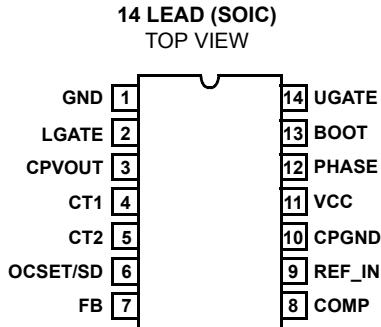 14 LEAD (SOIC)
TOP VIEW
GND 1 14 UGATE
LGATE 2 13 BOOT
CPVOUT 3 12 PHASE
CT1 4 11 VCC
CT2 5 10 CPGND
OCSET/SD 6 9 REF_IN
FB 7 8 COMP